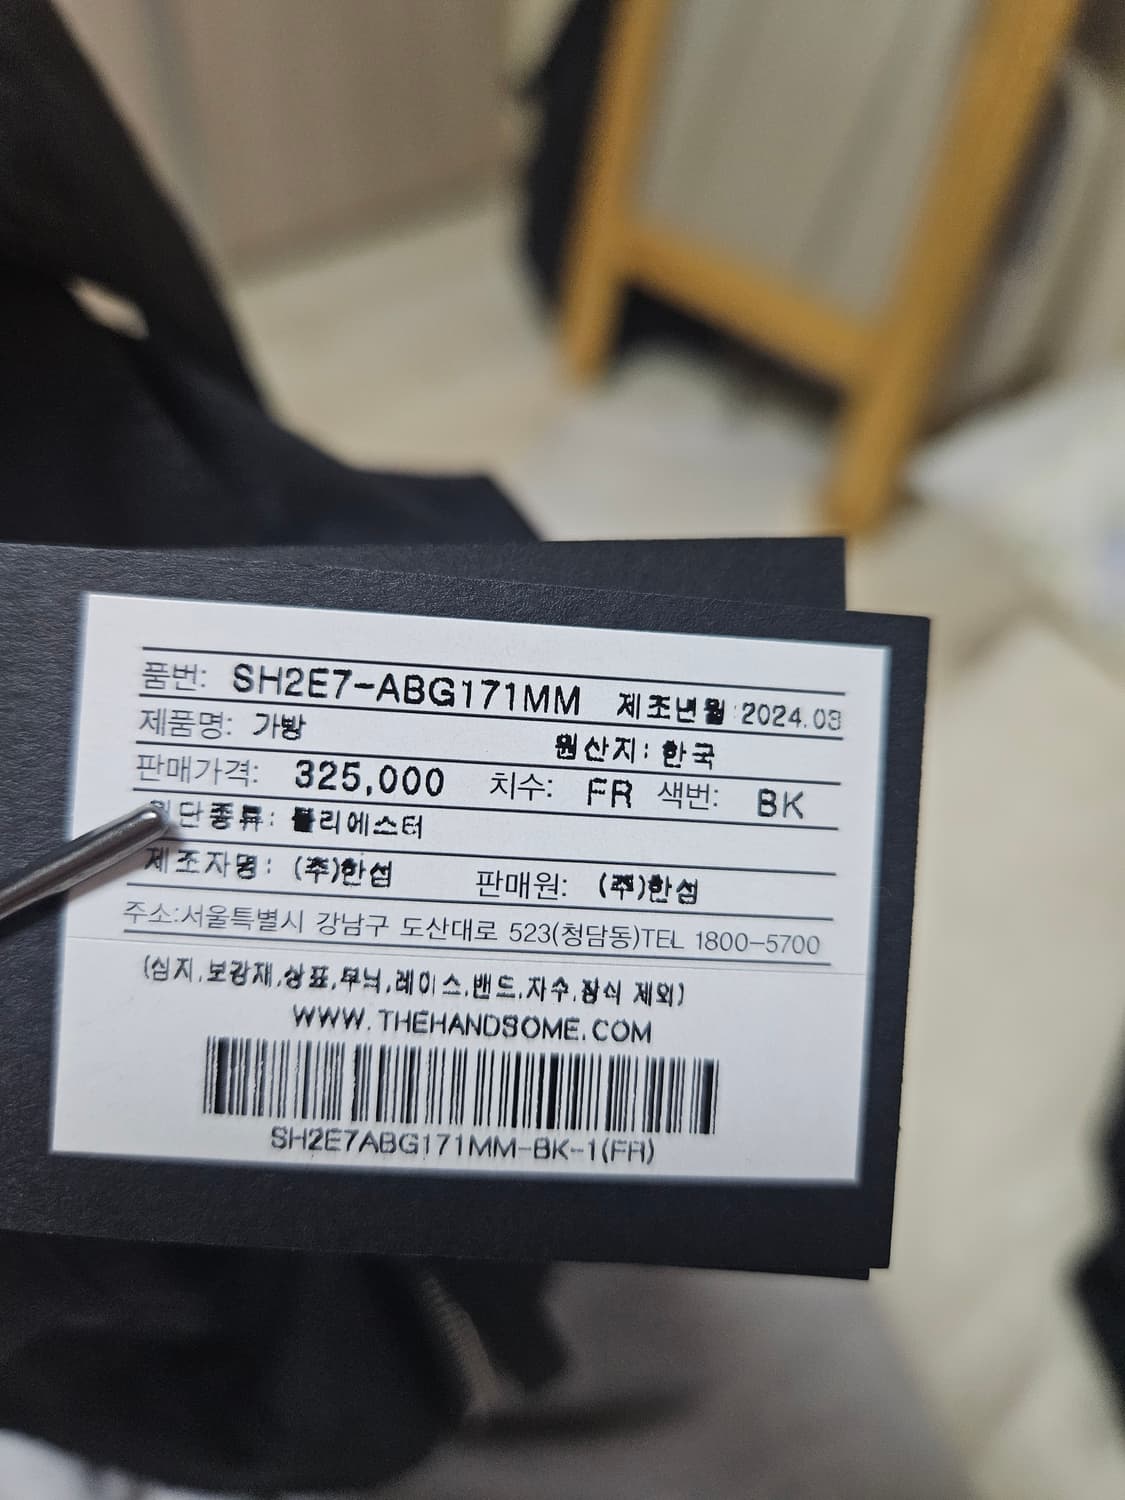 품번: SH2E7-ABG171MM 제조년월:2024.03
제품명: 가방 원산지: 한국
판매가격: 325,000 치수: FR 색번: BK
원단종류: 폴리에스터
제조자명: (주)한섬 판매원: (주)한섬
주소:서울특별시 강남구 도산대로 523(청담동)TEL 1800-5700
(심지,보강재,상표,무늬,레이스,밴드,자수,장식 제외)
WWW.THEHANDSOME.COM
SH2E7ABG171MM-BK-1(FR)